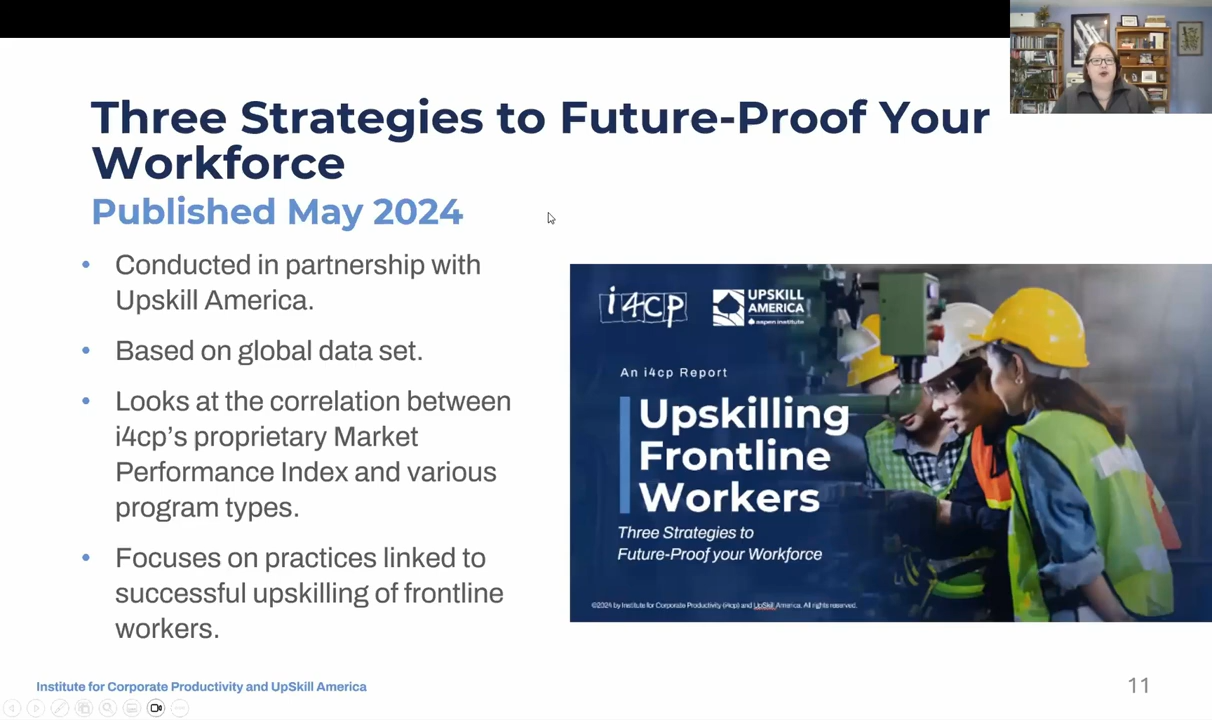 Three Strategies to Future-Proof Your
Workforce
Published May 2024
• Conducted in partnership with
Upskill America.
• Based on global data set.
• Looks at the correlation between
i4cp's proprietary Market
Performance Index and various
program types.
• Focuses on practices linked to
successful upskilling of frontline
workers.
i4cp
UPSKILL
AMERICA
aspen institute
An i4cp Report
Upskilling
Frontline
Workers
Three Strategies to
Future-Proof your Workforce
©2024 by Institute for Corporate Productivity (i4cp) and UpSkill America. All rights reserved.
Institute for Corporate Productivity and UpSkill America
11